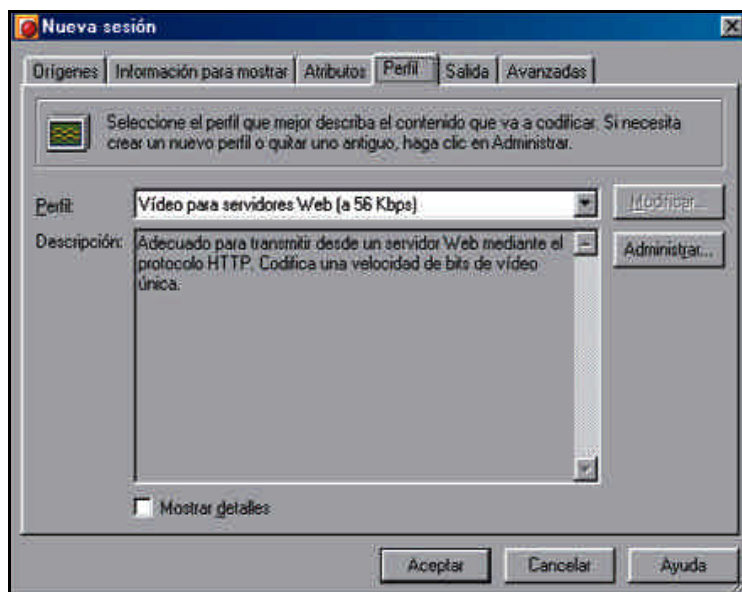 Nueva sesión
Orígenes Información para mostrar Atributos Perfil Salida Avanzadas
Seleccione el perfil que mejor describa el contenido que va a codificar. Si necesita
crear un nuevo perfil o quitar uno antiguo, haga clic en Administrar.
Perfil: Vídeo para servidores Web (a 56 Kbps) Modificar...
Descripción: Adecuado para transmitir desde un servidor Web mediante el Administrar...
protocolo HTTP. Codifica una velocidad de bits de vídeo
única.
Mostrar detalles
Aceptar Cancelar Ayuda